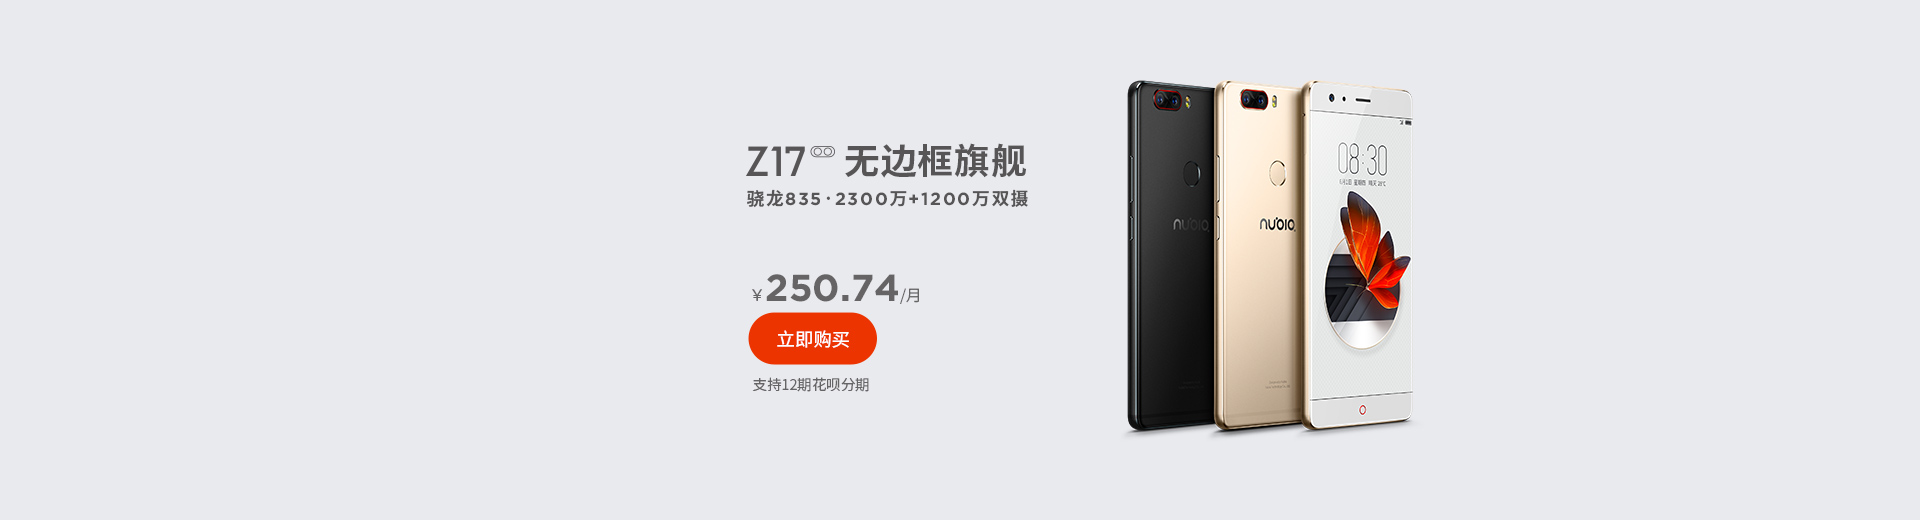 Z17 无边框旗舰
骁龙835·2300万+1200万双摄
¥250.74/月
立即购买
支持12期花呗分期
nubia
nubia
08:30